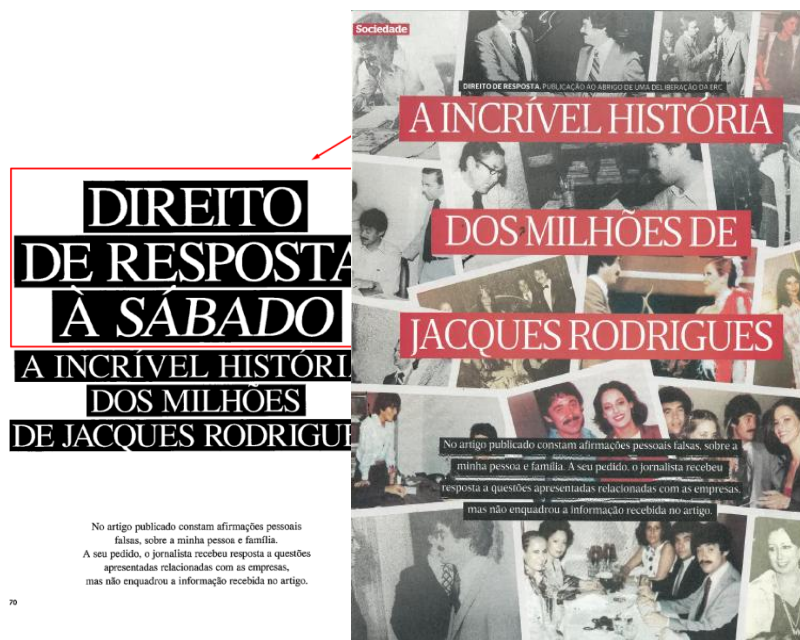 DIREITO
DE RESPOSTA
À SÁBADO
A INCRÍVEL HISTÓRI
DOS MILHÕES
DE JACQUES RODRIGUE
No artigo publicado constam afirmações pessoais
falsas, sobre a minha pessoa e família.
A seu pedido, o jornalista recebeu resposta a questões
apresentadas relacionadas com as empresas,
mas não enquadrou a informação recebida no artigo.
70
Sociedade
DIREITO DE RESPOSTA. PUBLICAÇÃO AO ABRIGO DE UMA DELIBERAÇÃO DA ERC
A INCRÍVEL HISTÓRIA
DOS MILHÕES DE
JACQUES RODRIGUES
No artigo publicado constam afirmações pessoais falsas, sobre a
minha pessoa e família. A seu pedido, o jornalista recebeu
resposta a questões apresentadas relacionadas com as empresas,
mas não enquadrou a informação recebida no artigo.